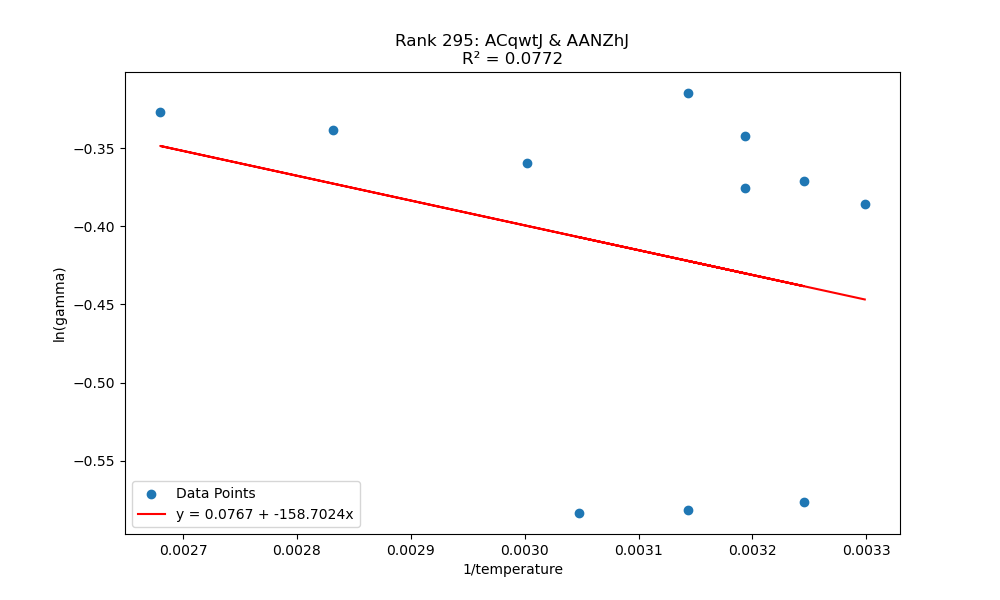 Rank 295: ACqwtJ & AANZhJ
R² = 0.0772
ln(gamma)
−0.35
−0.40
−0.45
−0.50
−0.55
Data Points
y = 0.0767 + -158.7024x
0.0027 0.0028 0.0029 0.0030 0.0031 0.0032 0.0033
1/temperature